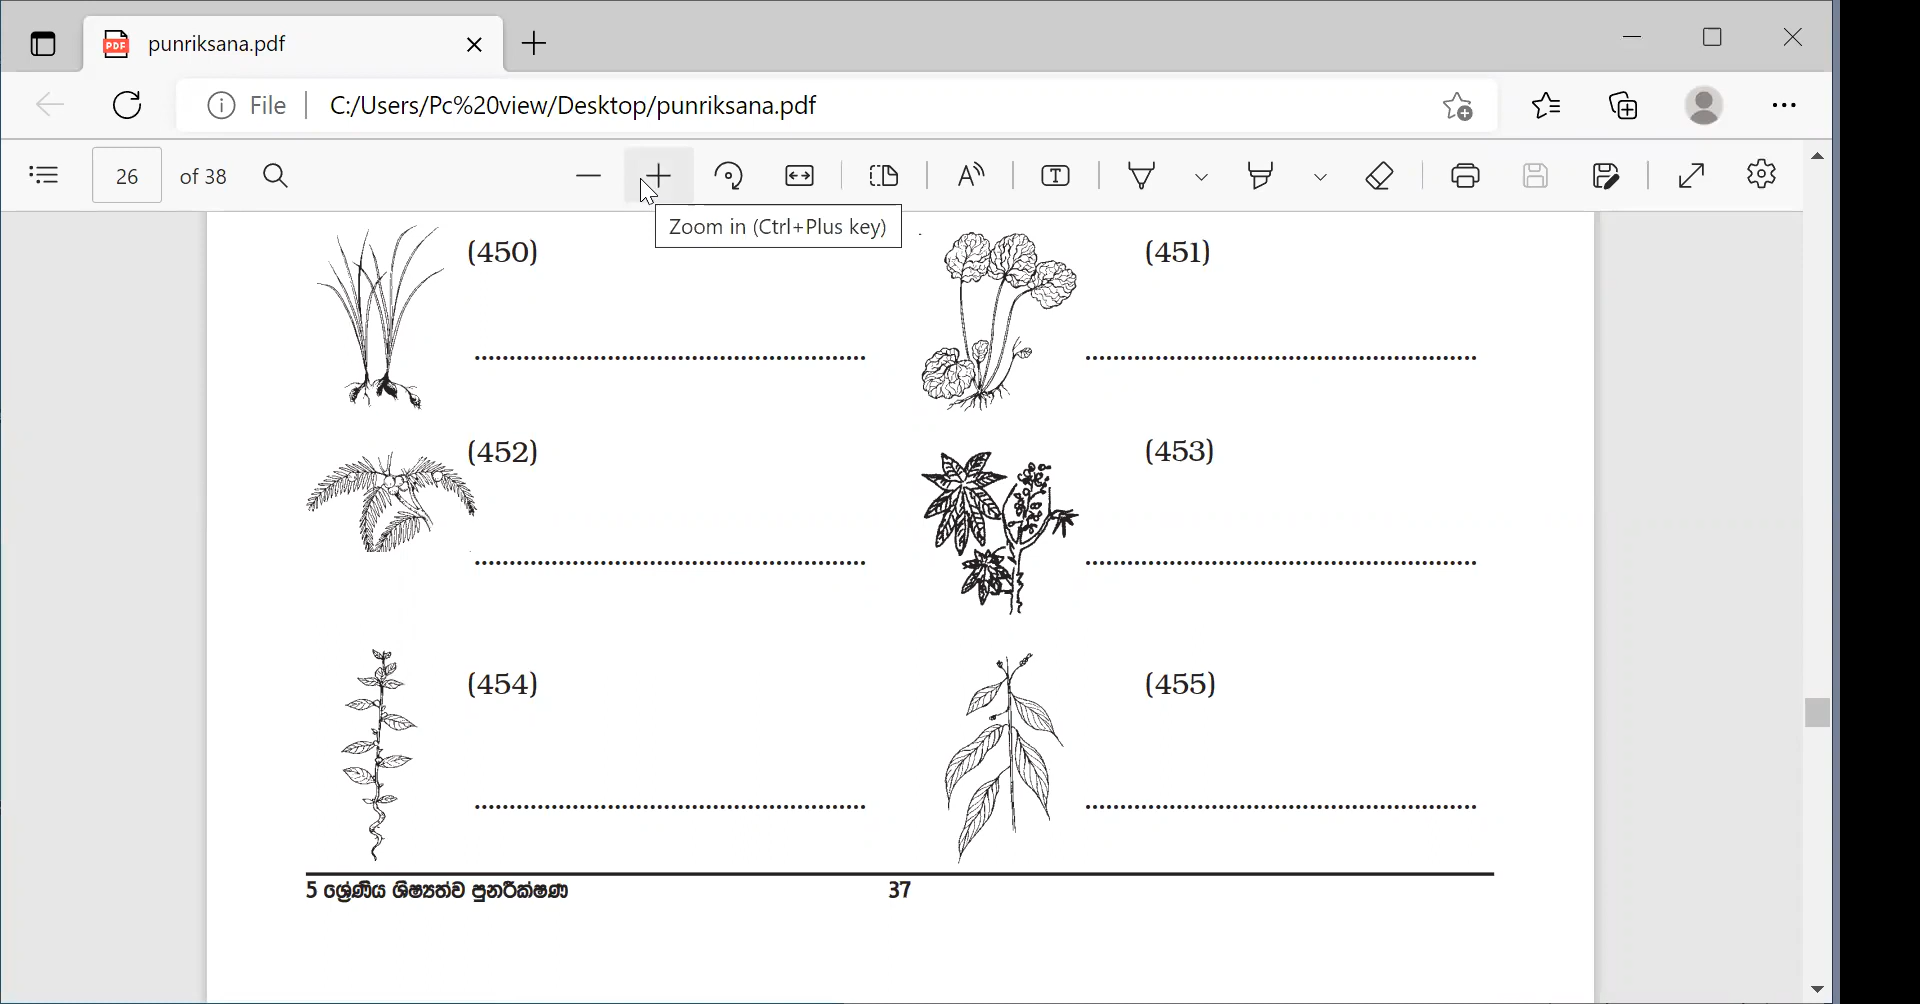 punriksana.pdf
File C:/Users/Pc%20view/Desktop/punriksana.pdf
26 of 38
Zoom in (Ctrl+Plus key)
(450) (451)
(452) (453)
(454) (455)
5 ශ්‍රේණිය ශිෂ්‍යත්ව පුනරීක්ෂණ 37